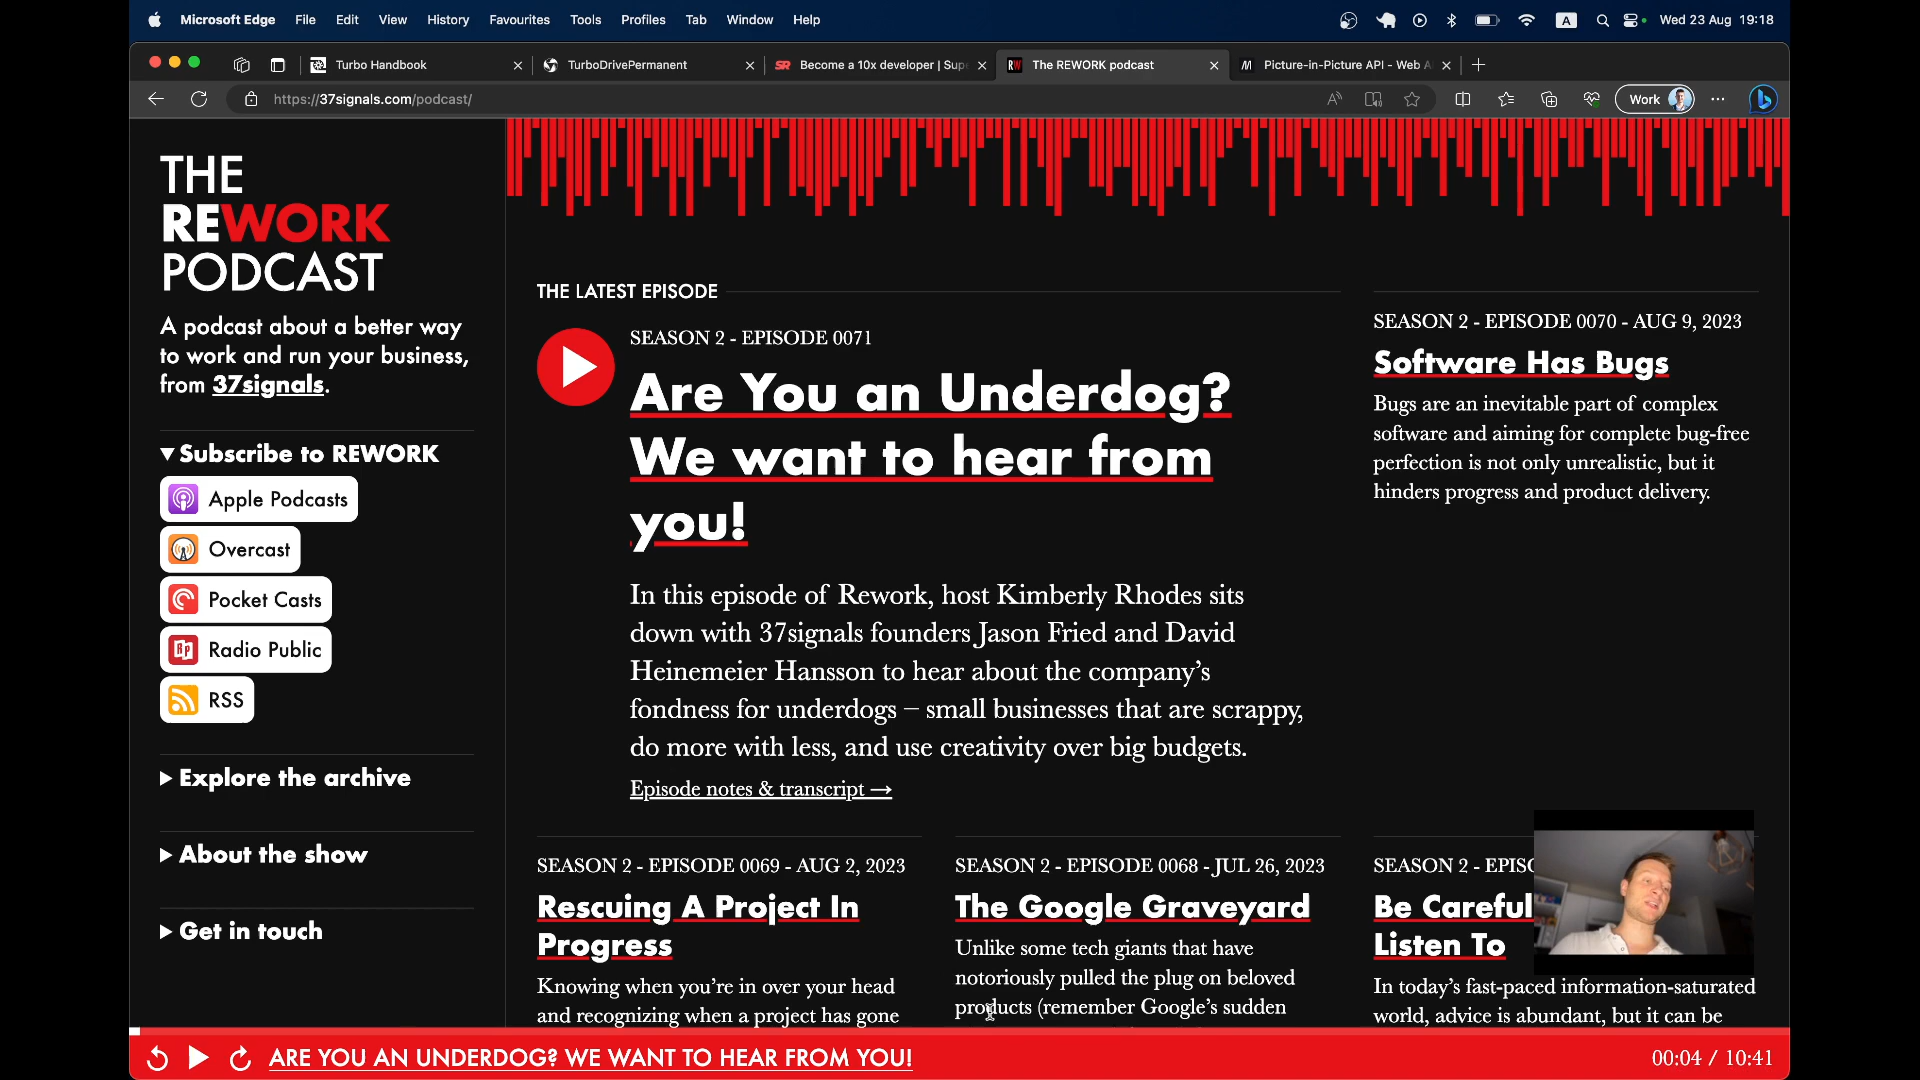 Microsoft Edge File Edit View History Favourites Tools Profiles Tab Window Help A Wed 23 Aug 19:18
Turbo Handbook TurboDrivePermanent SR Become a 10x developer | Sup RW The REWORK podcast Picture-in-Picture API - Web A
https://37signals.com/podcast/ Work
THE
REWORK
PODCAST
A podcast about a better way
to work and run your business,
from 37signals.
Subscribe to REWORK
Apple Podcasts
Overcast
Pocket Casts
Radio Public
RSS
Explore the archive
About the show
Get in touch
THE LATEST EPISODE
SEASON 2 - EPISODE 0071
Are You an Underdog?
We want to hear from
you!
In this episode of Rework, host Kimberly Rhodes sits
down with 37signals founders Jason Fried and David
Heinemeier Hansson to hear about the company’s
fondness for underdogs – small businesses that are scrappy,
do more with less, and use creativity over big budgets.
Episode notes & transcript →
SEASON 2 - EPISODE 0070 - AUG 9, 2023
Software Has Bugs
Bugs are an inevitable part of complex
software and aiming for complete bug-free
perfection is not only unrealistic, but it
hinders progress and product delivery.
SEASON 2 - EPISODE 0069 - AUG 2, 2023
Rescuing A Project In
Progress
Knowing when you’re in over your head
and recognizing when a project has gone
SEASON 2 - EPISODE 0068 - JUL 26, 2023
The Google Graveyard
Unlike some tech giants that have
notoriously pulled the plug on beloved
products (remember Google’s sudden
SEASON 2 - EPISO
Be Careful
Listen To
In today’s fast-paced information-saturated
world, advice is abundant, but it can be
ARE YOU AN UNDERDOG? WE WANT TO HEAR FROM YOU! 00:04 / 10:41